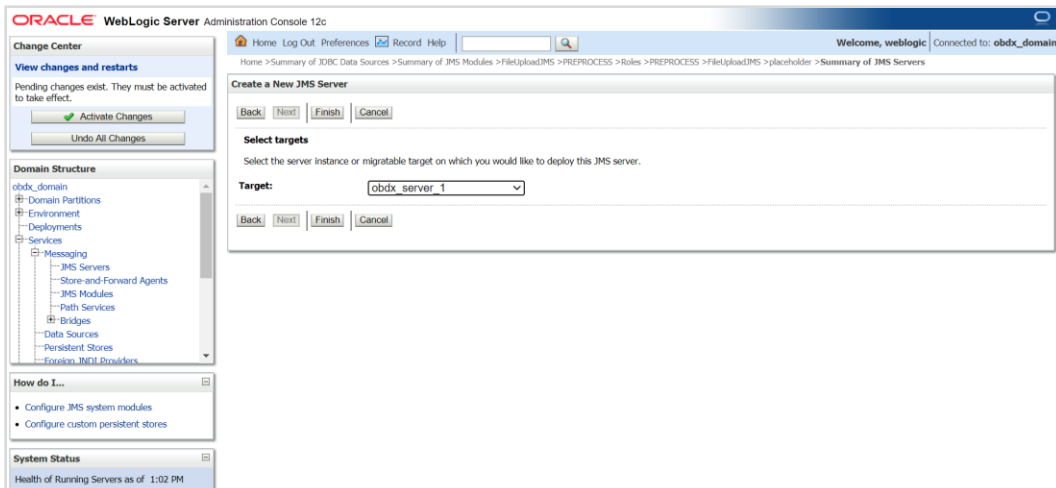 ORACLE WebLogic Server Administration Console 12c
Change Center
View changes and restarts
Pending changes exist. They must be activated
to take effect.
Activate Changes
Undo All Changes
Domain Structure
obdx_domain
Domain Partitions
Environment
Deployments
Services
Messaging
JMS Servers
Store-and-Forward Agents
JMS Modules
Path Services
Bridges
Data Sources
Persistent Stores
Foreign JNDI Providers
How do I...
Configure JMS system modules
Configure custom persistent stores
System Status
Health of Running Servers as of 1:02 PM
Home Log Out Preferences Record Help
Welcome, weblogic Connected to: obdx_domain
Home >Summary of JDBC Data Sources >Summary of JMS Modules >FileUploadJMS >PREPROCESS >Roles >PREPROCESS >FileUploadJMS >placeholder >Summary of JMS Servers
Create a New JMS Server
Back Next Finish Cancel
Select targets
Select the server instance or migratable target on which you would like to deploy this JMS server.
Target: obdx_server_1
Back Next Finish Cancel